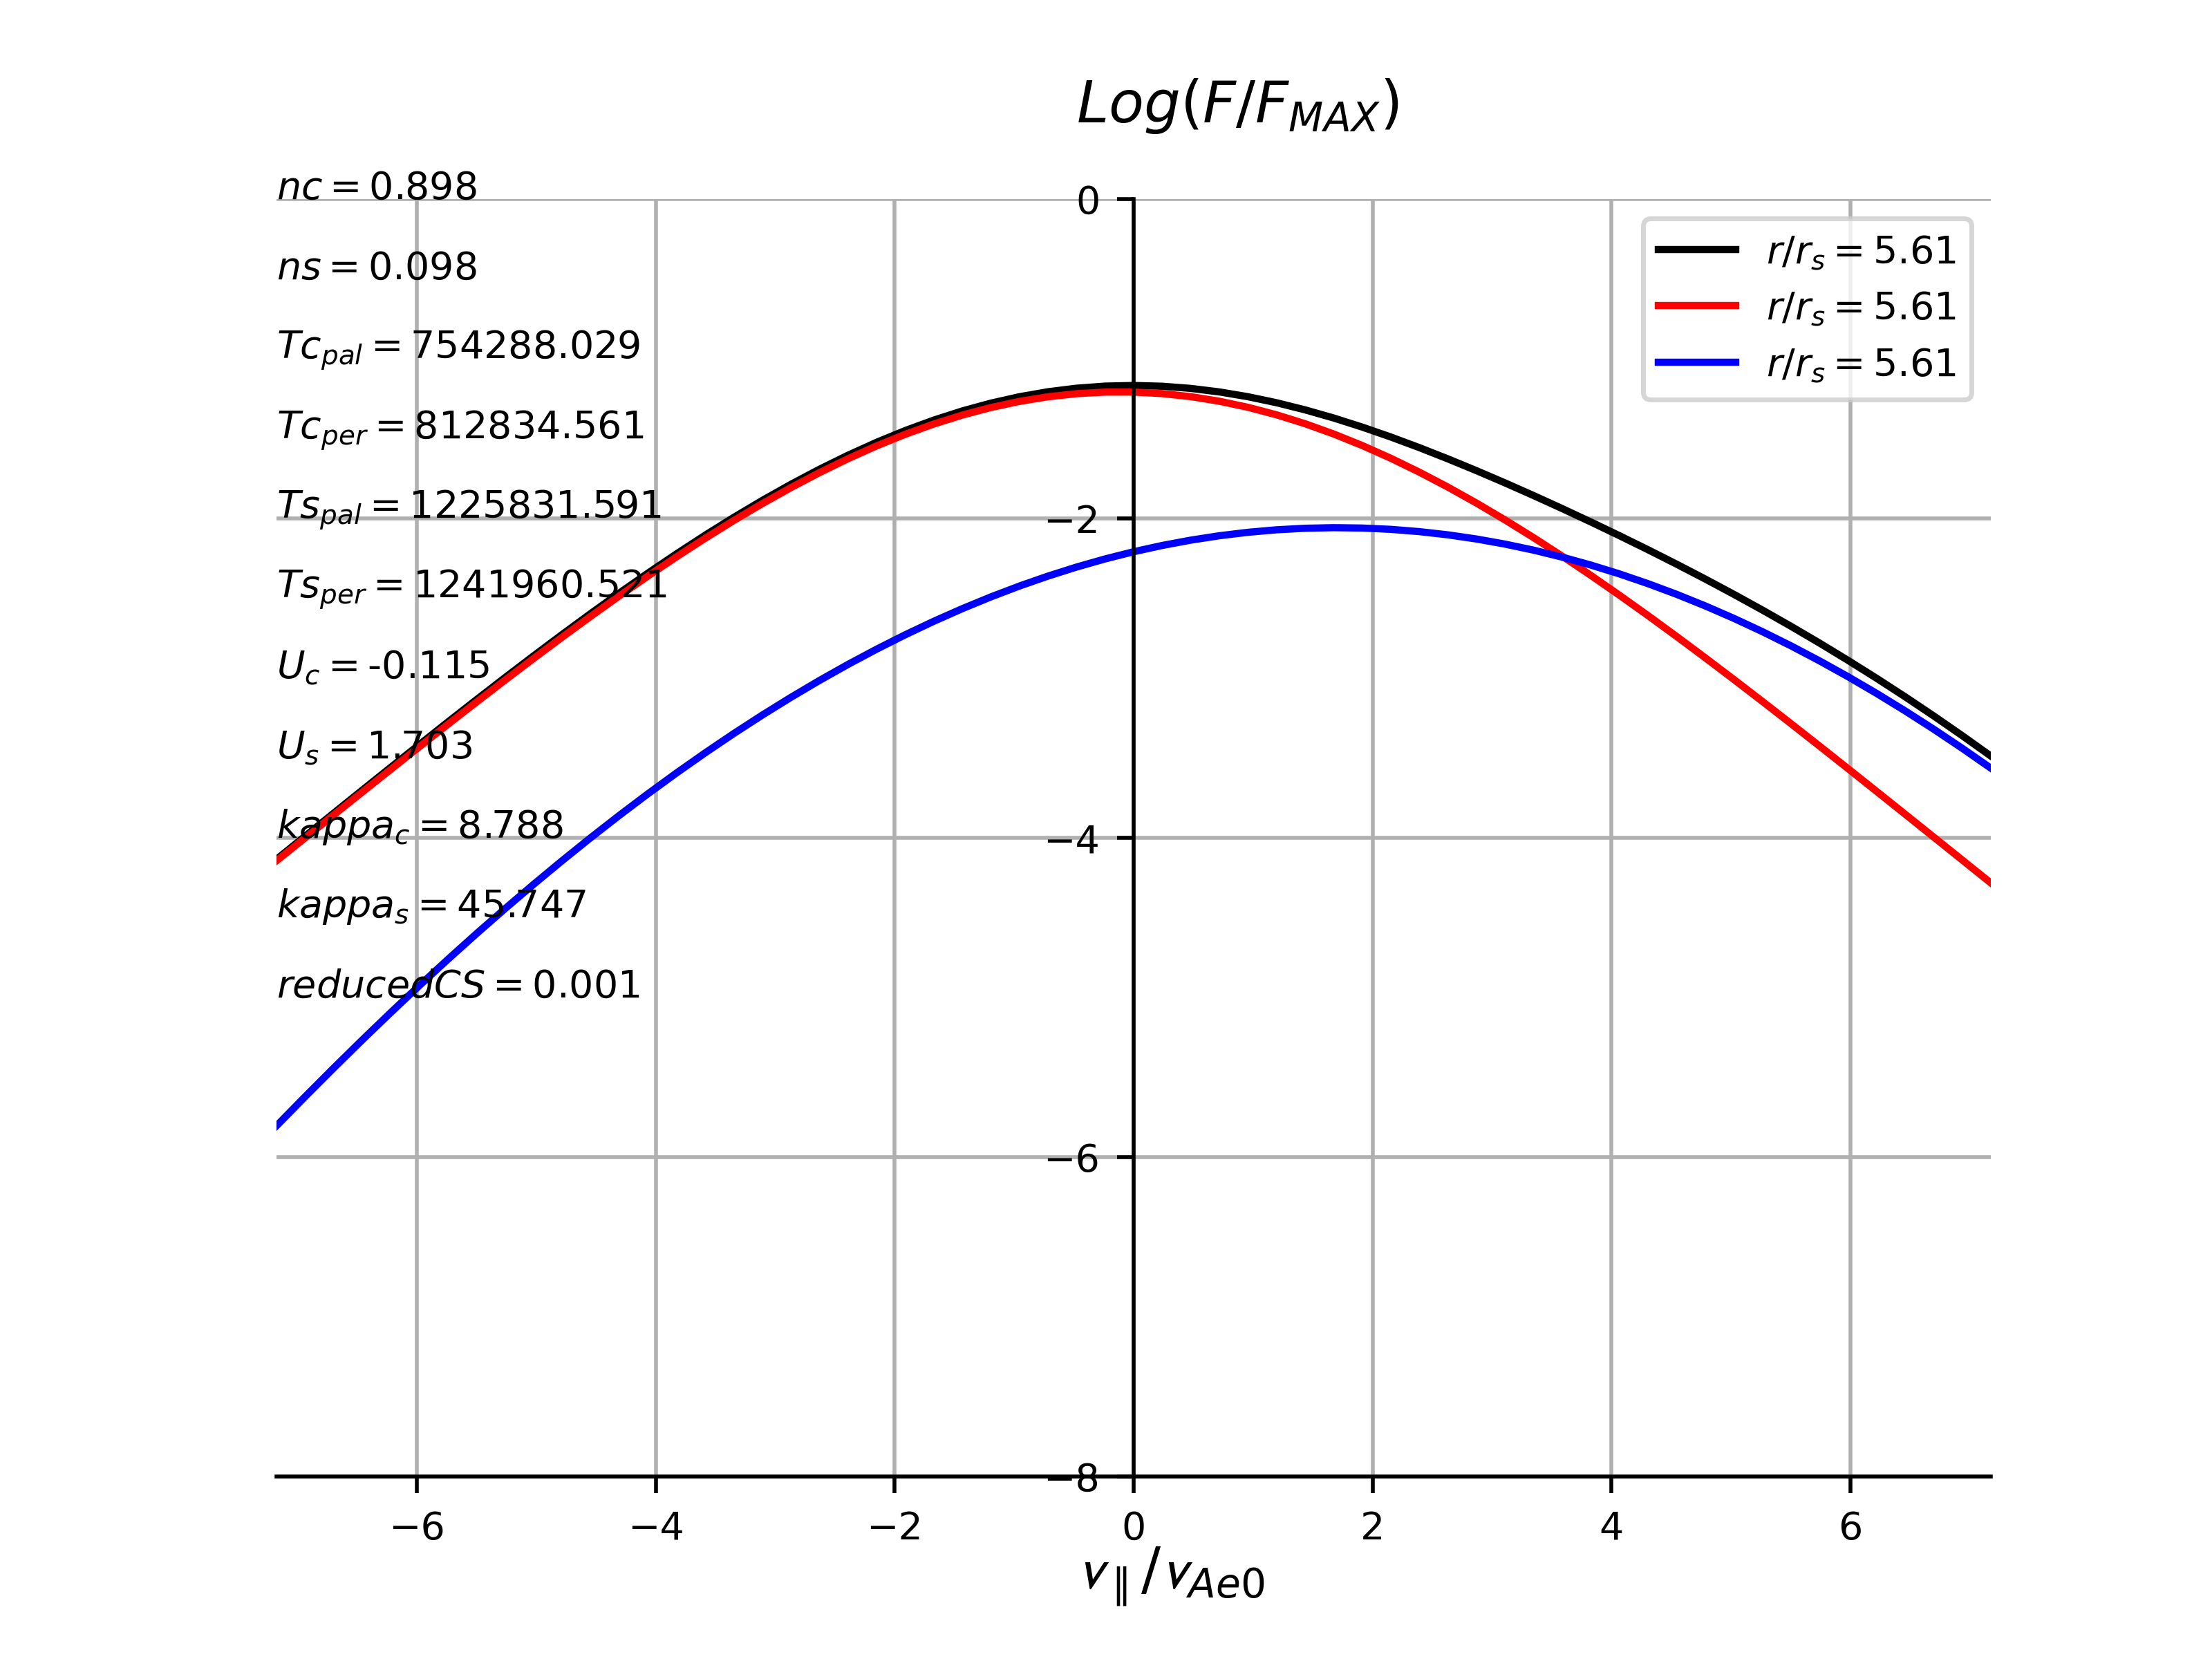 Log(F/F_MAX)
nc = 0.898
ns = 0.098
Tc_pal = 754288.029
Tc_per = 812834.561
Ts_pal = 1225831.591
Ts_per = 1241960.521
U_c = -0.115
U_s = 1.703
kappa_c = 8.788
kappa_s = 45.747
reducedCS = 0.001
0
−2
−4
−6
−8
r/r_s = 5.61
r/r_s = 5.61
r/r_s = 5.61
−6 −4 −2 0 2 4 6
v_∥/v_Ae0